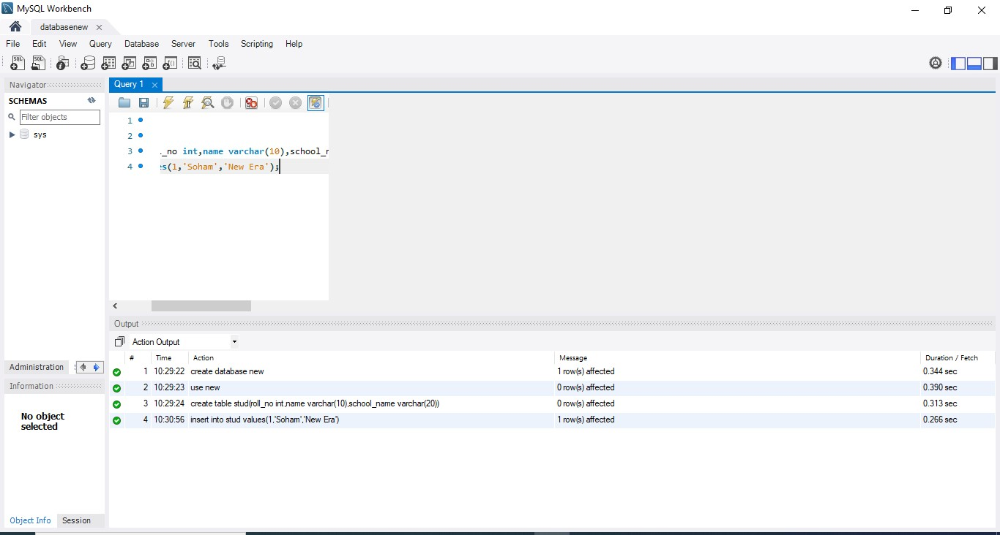 MySQL Workbench
databasenew
File Edit View Query Database Server Tools Scripting Help
Navigator
SCHEMAS
Filter objects
sys
Query 1
1
2
3 _no int,name varchar(10),school_
4 s(1,'Soham','New Era');
Administration
Information
No object
selected
Object Info Session
Output
Action Output
# Time Action Message Duration / Fetch
1 10:29:22 create database new 1 row(s) affected 0.344 sec
2 10:29:23 use new 0 row(s) affected 0.390 sec
3 10:29:24 create table stud(roll_no int,name varchar(10),school_name varchar(20)) 0 row(s) affected 0.313 sec
4 10:30:56 insert into stud values(1,'Soham','New Era') 1 row(s) affected 0.266 sec